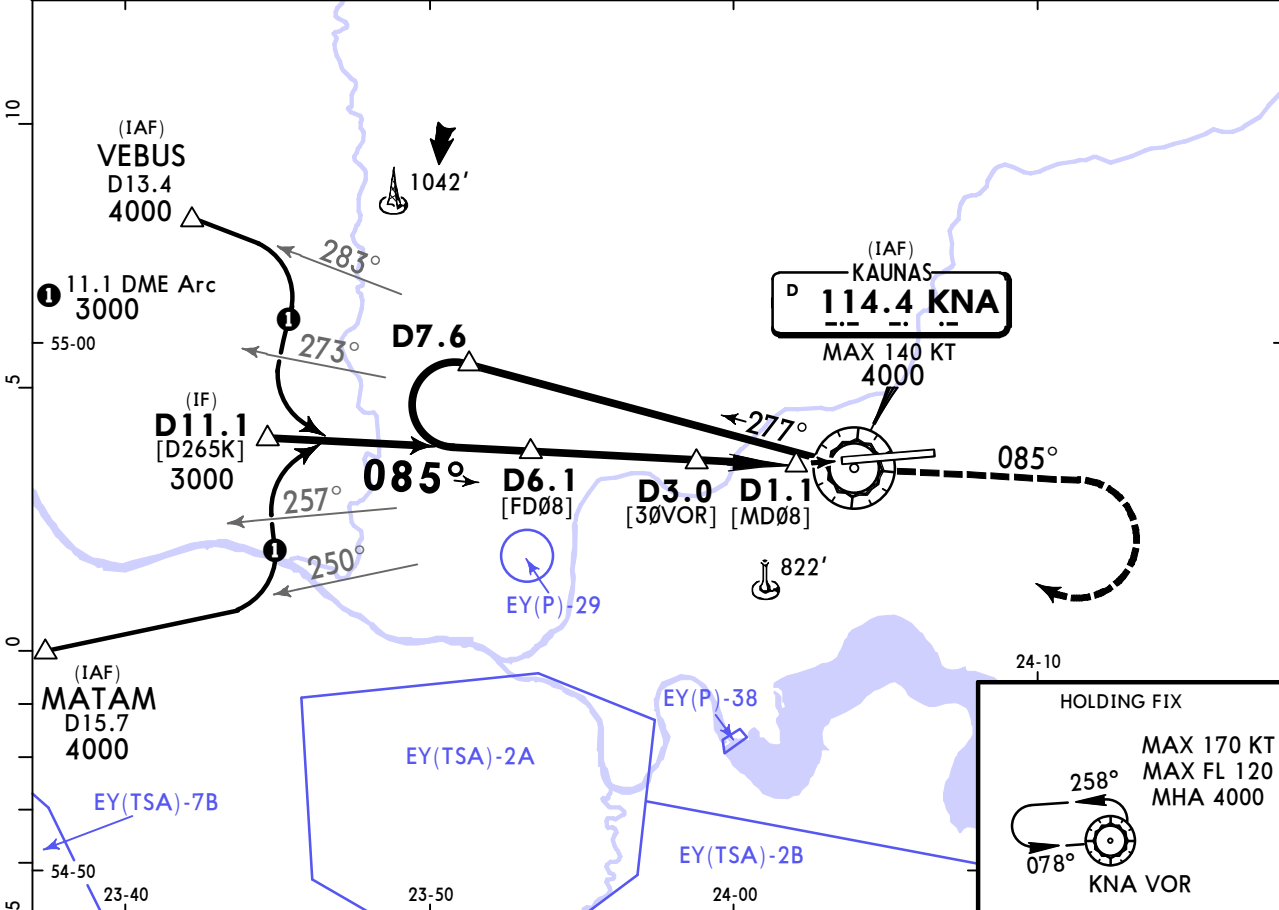 10
(IAF)
VEBUS
D13.4
4000
1042'
283°
1 11.1 DME Arc
3000
1
(IAF)
KAUNAS
D 114.4 KNA
MAX 140 KT
4000
55-00
273°
D7.6
5
(IF)
D11.1
[D265K]
3000
277°
085°
085°
D6.1
[FDØ8]
D3.0
[3ØVOR]
D1.1
[MDØ8]
257°
1
250°
822'
EY(P)-29
0
(IAF)
MATAM
D15.7
4000
24-10
EY(P)-38
EY(TSA)-2A
EY(TSA)-7B
EY(TSA)-2B
HOLDING FIX
MAX 170 KT
MAX FL 120
MHA 4000
258°
078°
KNA VOR
54-50
5
23-40
23-50
24-00